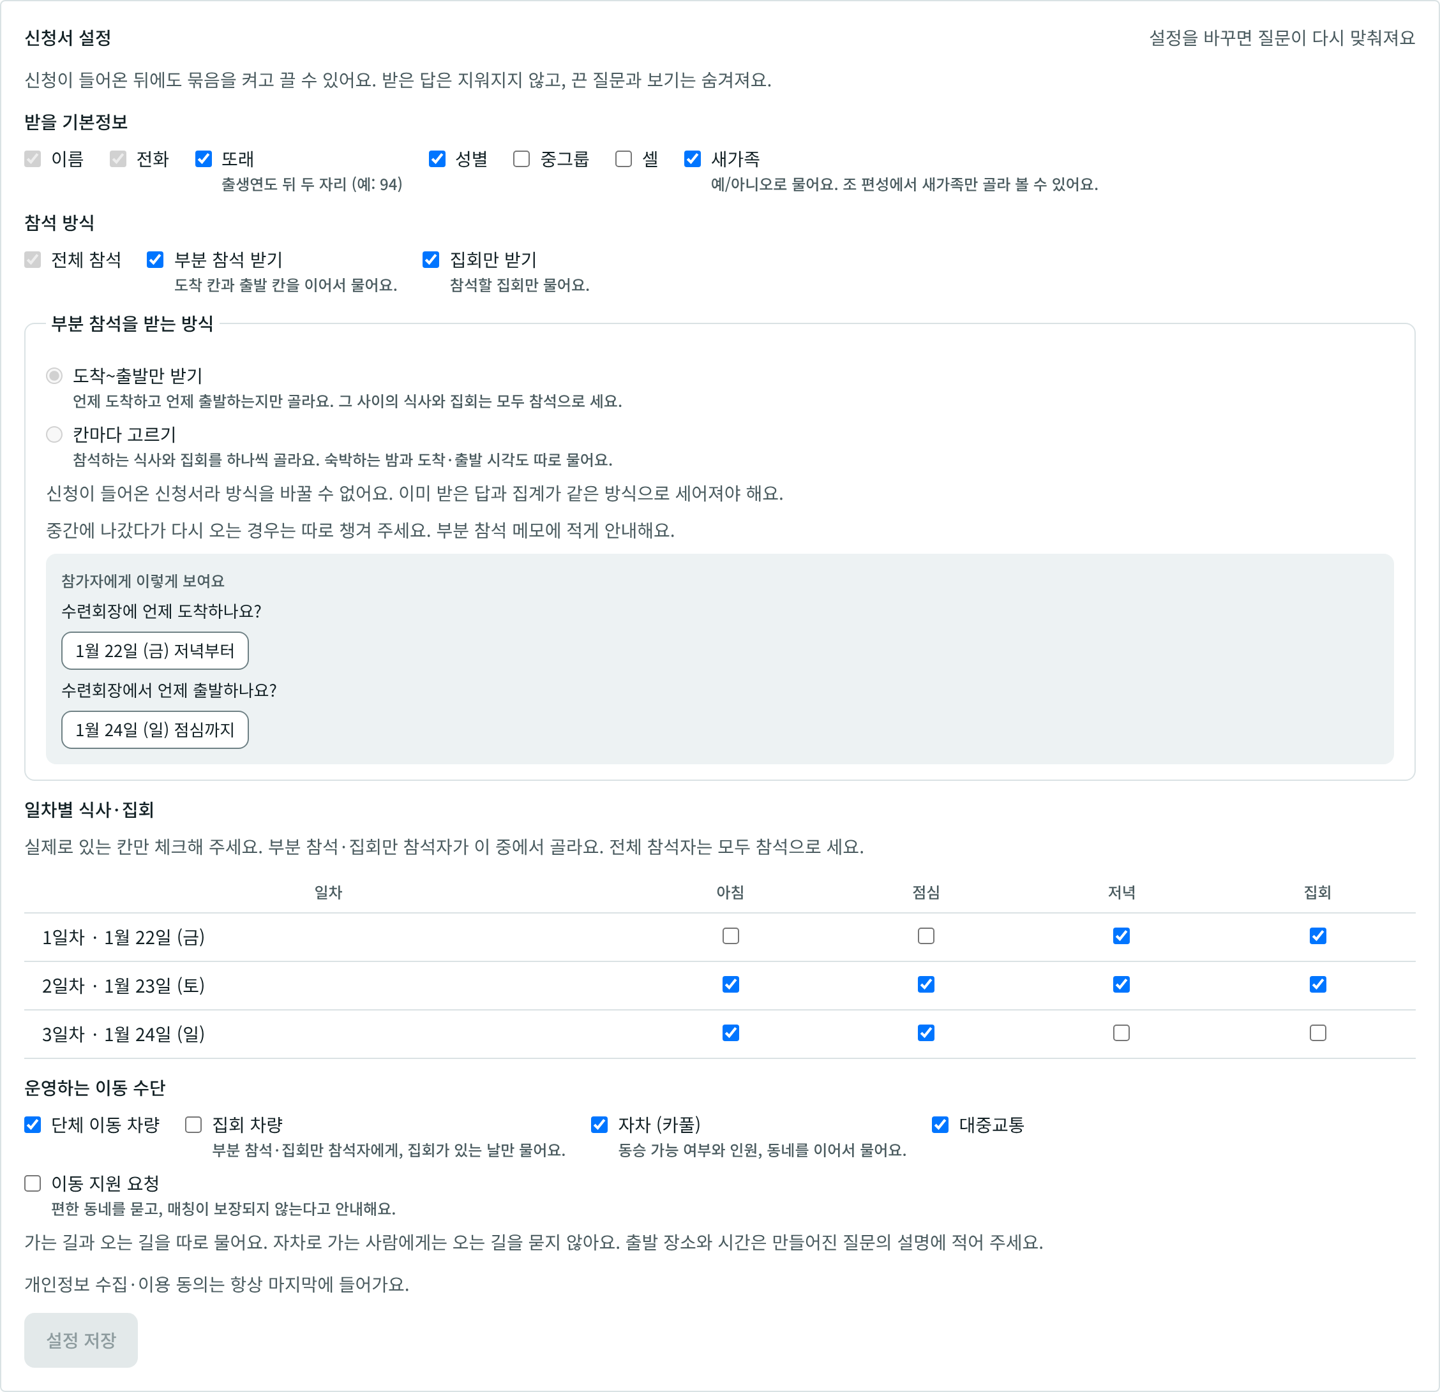 신청서 설정
설정을 바꾸면 질문이 다시 맞춰져요
신청이 들어온 뒤에도 묶음을 켜고 끌 수 있어요. 받은 답은 지워지지 않고, 끈 질문과 보기는 숨겨져요.
받을 기본정보
이름 전화 또래 성별 중그룹 셀 새가족
출생연도 뒤 두 자리 (예: 94) 예/아니오로 물어요. 조 편성에서 새가족만 골라 볼 수 있어요.
참석 방식
전체 참석 부분 참석 받기 집회만 받기
도착 칸과 출발 칸을 이어서 물어요. 참석할 집회만 물어요.
부분 참석을 받는 방식
도착~출발만 받기
언제 도착하고 언제 출발하는지만 골라요. 그 사이의 식사와 집회는 모두 참석으로 세요.
칸마다 고르기
참석하는 식사와 집회를 하나씩 골라요. 숙박하는 밤과 도착·출발 시각도 따로 물어요.
신청이 들어온 신청서라 방식을 바꿀 수 없어요. 이미 받은 답과 집계가 같은 방식으로 세어져야 해요.
중간에 나갔다가 다시 오는 경우는 따로 챙겨 주세요. 부분 참석 메모에 적게 안내해요.
참가자에게 이렇게 보여요
수련회장에 언제 도착하나요?
1월 22일 (금) 저녁부터
수련회장에서 언제 출발하나요?
1월 24일 (일) 점심까지
일차별 식사·집회
실제로 있는 칸만 체크해 주세요. 부분 참석·집회만 참석자가 이 중에서 골라요. 전체 참석자는 모두 참석으로 세요.
일차 아침 점심 저녁 집회
1일차 · 1월 22일 (금)
2일차 · 1월 23일 (토)
3일차 · 1월 24일 (일)
운영하는 이동 수단
단체 이동 차량 집회 차량 자차 (카풀) 대중교통
부분 참석·집회만 참석자에게, 집회가 있는 날만 물어요. 동승 가능 여부와 인원, 동네를 이어서 물어요.
이동 지원 요청
편한 동네를 묻고, 매칭이 보장되지 않는다고 안내해요.
가는 길과 오는 길을 따로 물어요. 자차로 가는 사람에게는 오는 길을 묻지 않아요. 출발 장소와 시간은 만들어진 질문의 설명에 적어 주세요.
개인정보 수집·이용 동의는 항상 마지막에 들어가요.
설정 저장